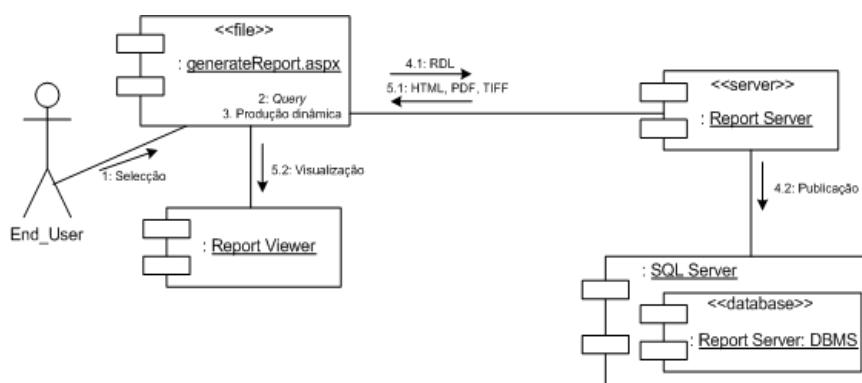 <<file>>
: generateReport.aspx
2: Query
3. Produção dinâmica
4.1: RDL
5.1: HTML, PDF, TIFF
<<server>>
: Report Server
1: Selecção
End_User
5.2: Visualização
4.2: Publicação
: Report Viewer
: SQL Server
<<database>>
: Report Server: DBMS